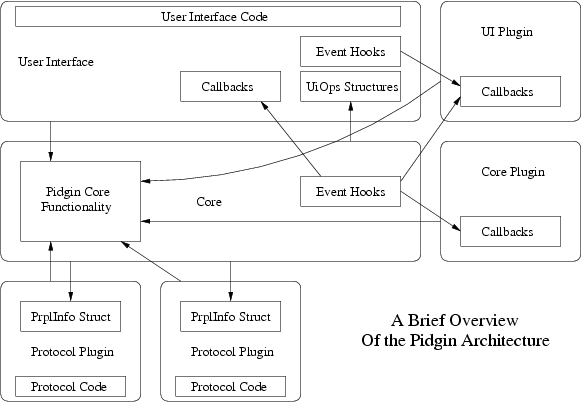 User Interface Code
UI Plugin
Event Hooks
User Interface
Callbacks
UiOps Structures
Callbacks
Core Plugin
Pidgin Core
Functionality
Core
Event Hooks
Callbacks
PrplInfo Struct
PrplInfo Struct
A Brief Overview
Of the Pidgin Architecture
Protocol Plugin
Protocol Plugin
Protocol Code
Protocol Code